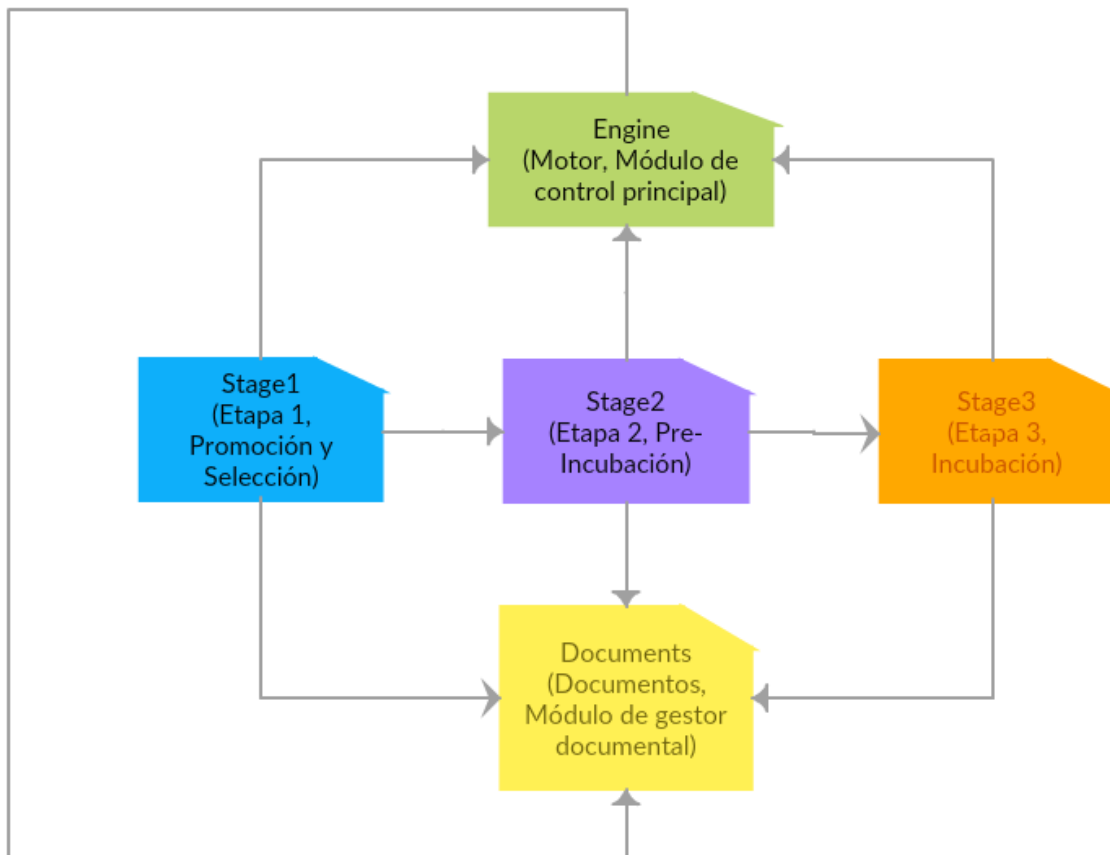 Engine
(Motor, Módulo de
control principal)
Stage1
(Etapa 1,
Promoción y
Selección)
Stage2
(Etapa 2, Pre-
Incubación)
Stage3
(Etapa 3,
Incubación)
Documents
(Documentos,
Módulo de gestor
documental)